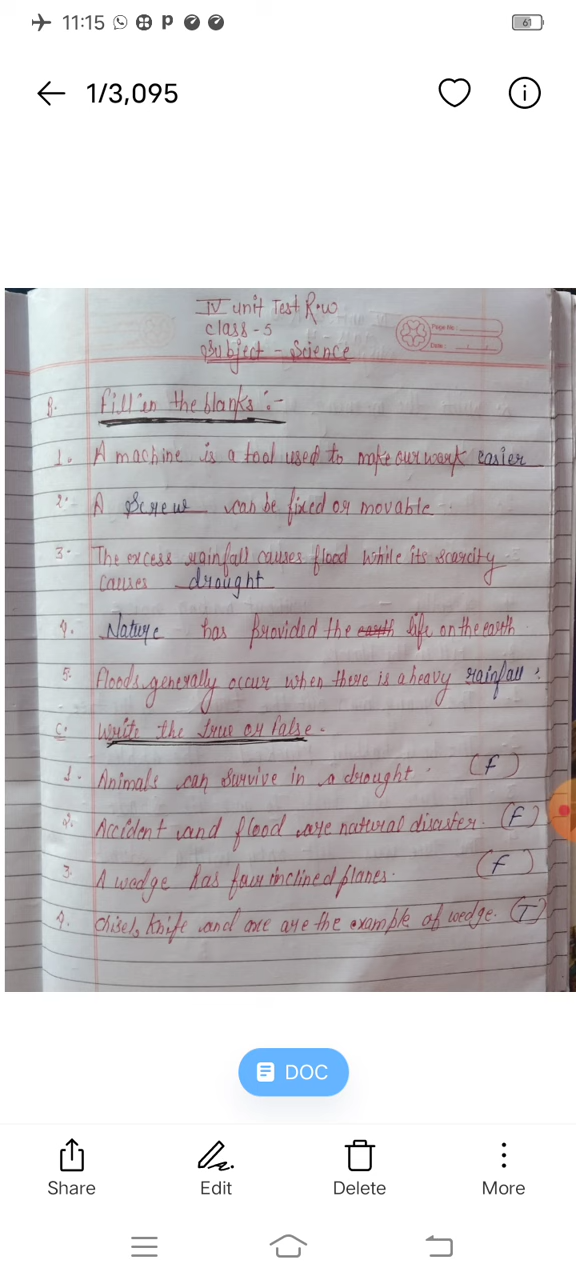 11:15
61
1/3,095
IV unit Test R.w
class - 5
Subject - Science
Page No.:
Date:
B. Fill in the blanks :-
1. A machine is a tool used to make our work easier
2. A Screw can be fixed or movable
3. The excess rainfall causes flood while its scarcity
causes drought
4. Nature has provided the earth life on the earth
5. Floods generally occur when there is a heavy rainfall.
C. Write the true or false.
1. Animals can survive in a drought. (F)
2. Accident and flood are natural disaster. (F)
3. A wedge has four inclined planes. (F)
4. Chisel, knife and axe are the example of wedge. (T)
DOC
Share Edit Delete More